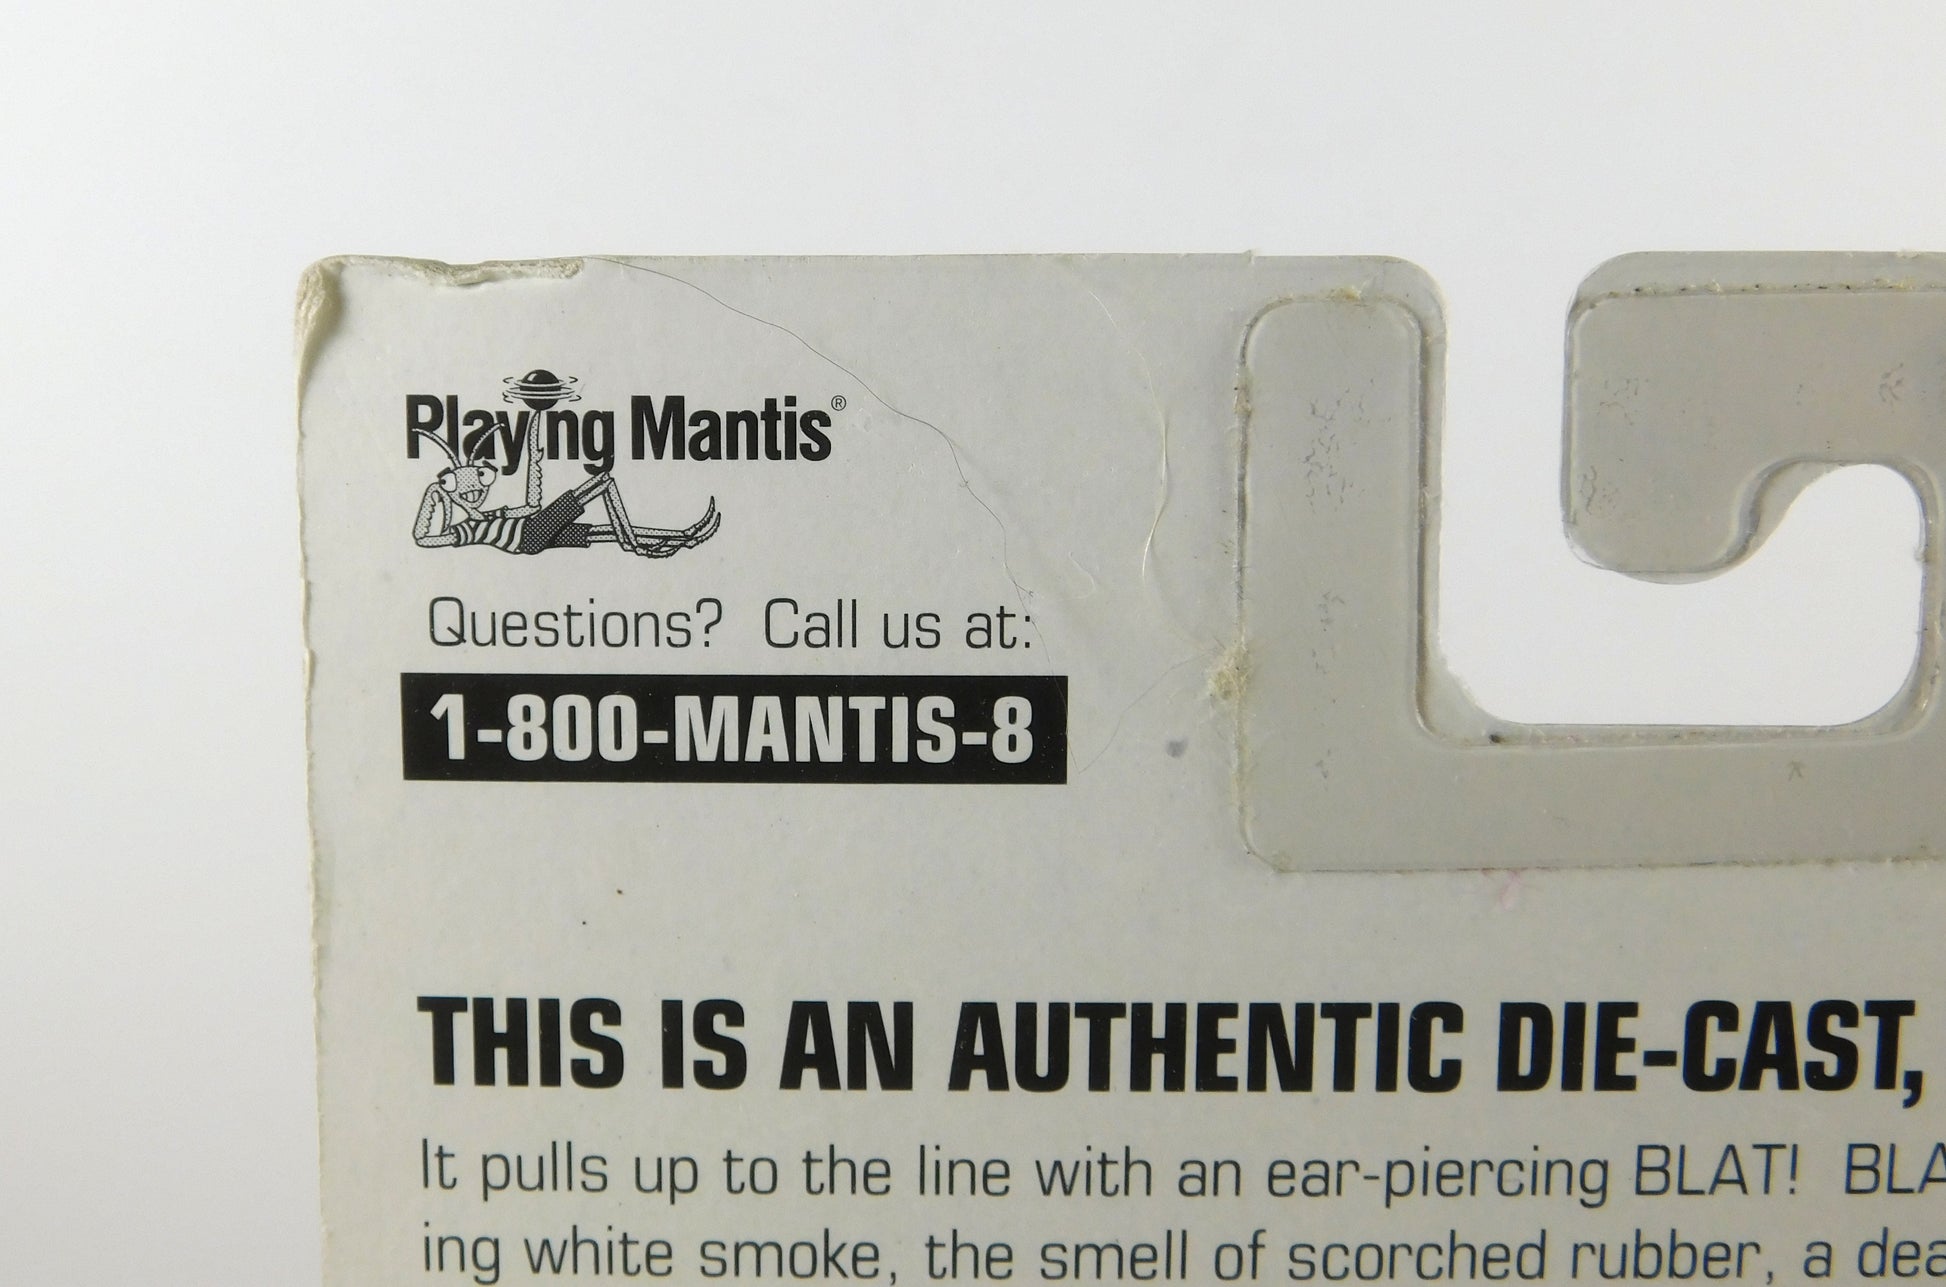 Playing Mantis®
Questions? Call us at:
1-800-MANTIS-8
THIS IS AN AUTHENTIC DIE-CAST,
It pulls up to the line with an ear-piercing BLAT!
ing white smoke, the smell of scorched rubber, a